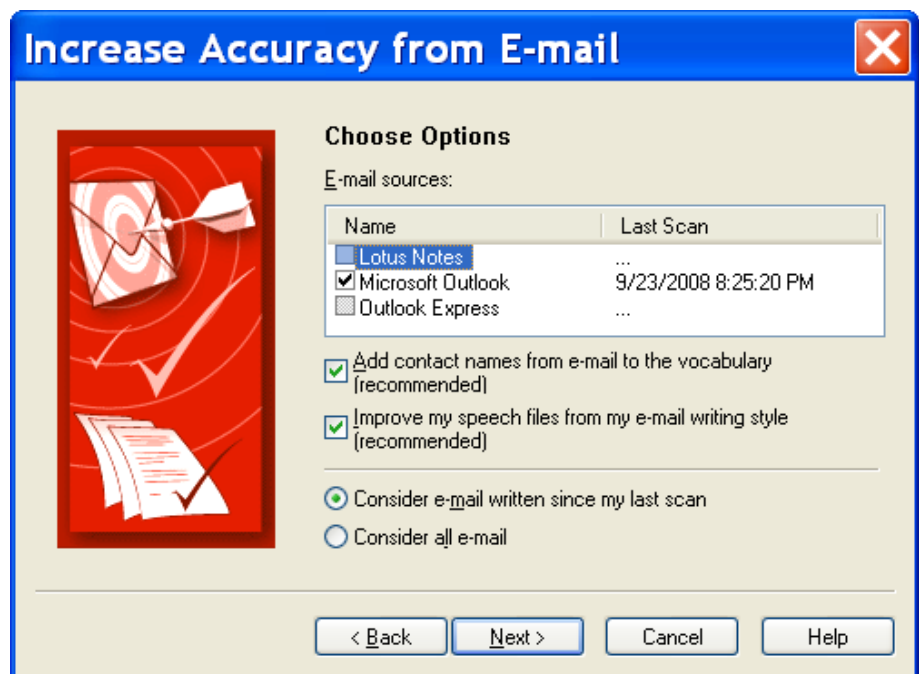 Increase Accuracy from E-mail
Choose Options
E-mail sources:
Name Last Scan
Lotus Notes ...
Microsoft Outlook 9/23/2008 8:25:20 PM
Outlook Express ...
Add contact names from e-mail to the vocabulary
(recommended)
Improve my speech files from my e-mail writing style
(recommended)
Consider e-mail written since my last scan
Consider all e-mail
< Back Next > Cancel Help